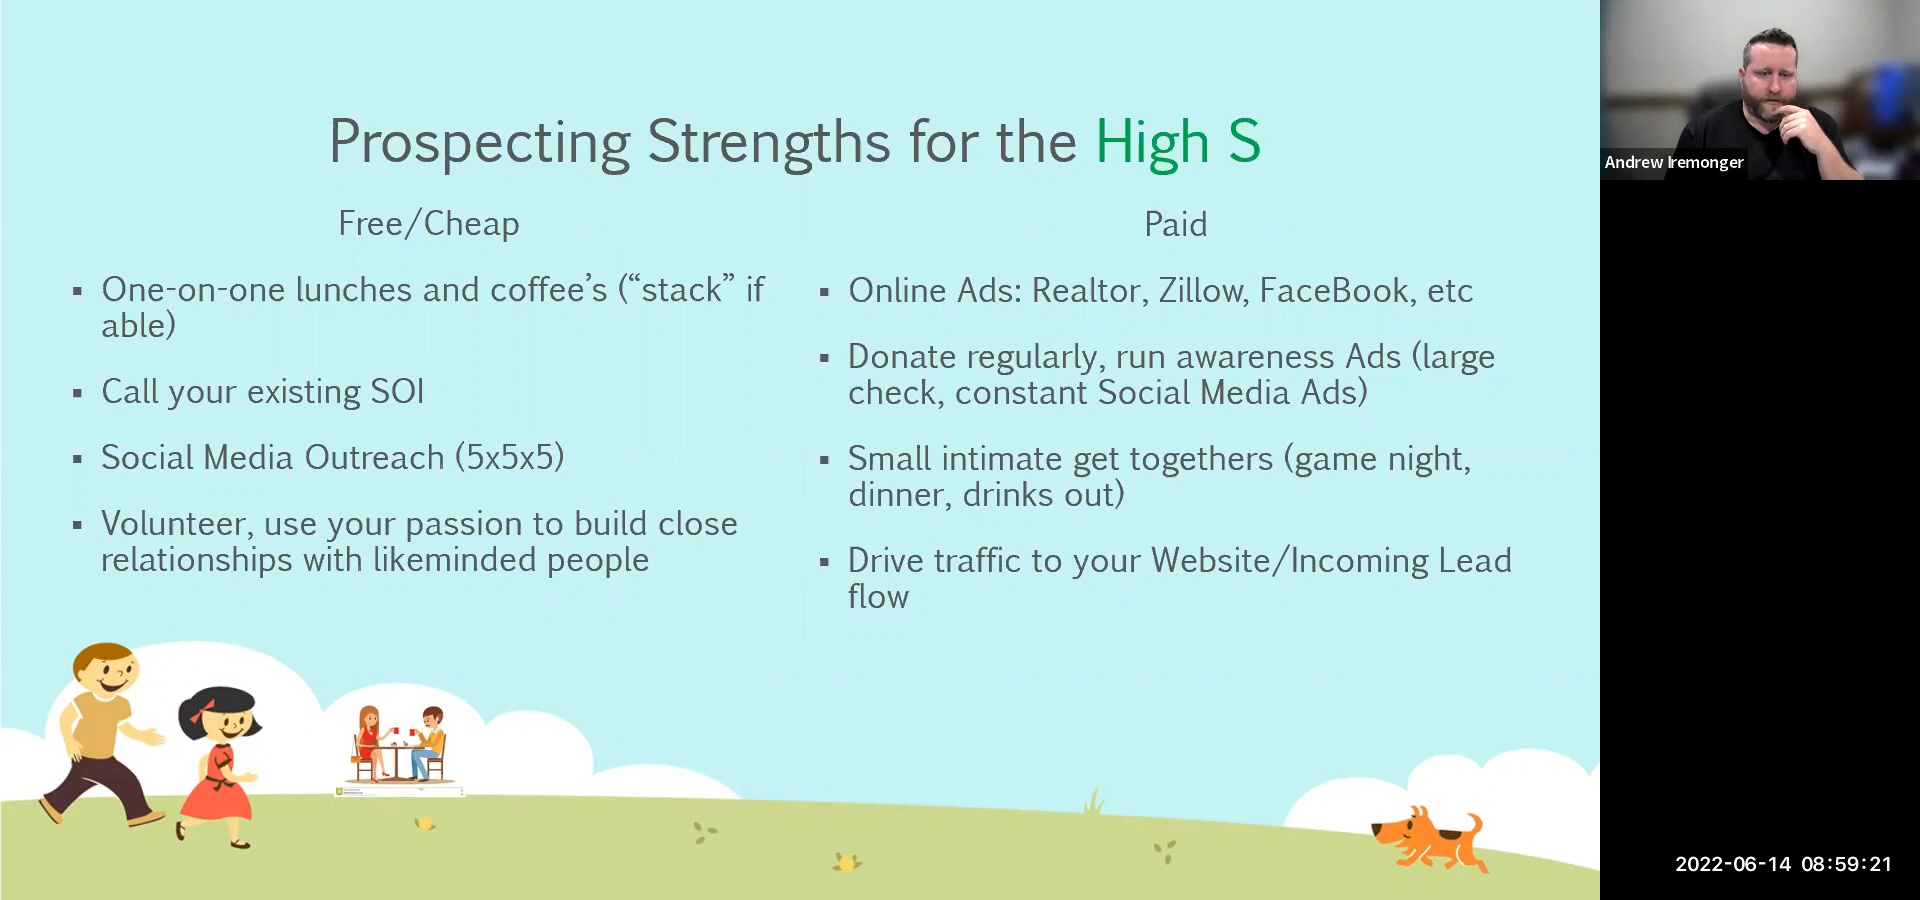 Prospecting Strengths for the High S
Free/Cheap
▪ One-on-one lunches and coffee’s (“stack” if
able)
▪ Call your existing SOI
▪ Social Media Outreach (5x5x5)
▪ Volunteer, use your passion to build close
relationships with likeminded people
Paid
▪ Online Ads: Realtor, Zillow, FaceBook, etc
▪ Donate regularly, run awareness Ads (large
check, constant Social Media Ads)
▪ Small intimate get togethers (game night,
dinner, drinks out)
▪ Drive traffic to your Website/Incoming Lead
flow
Andrew Iremonger
2022-06-14 08:59:21